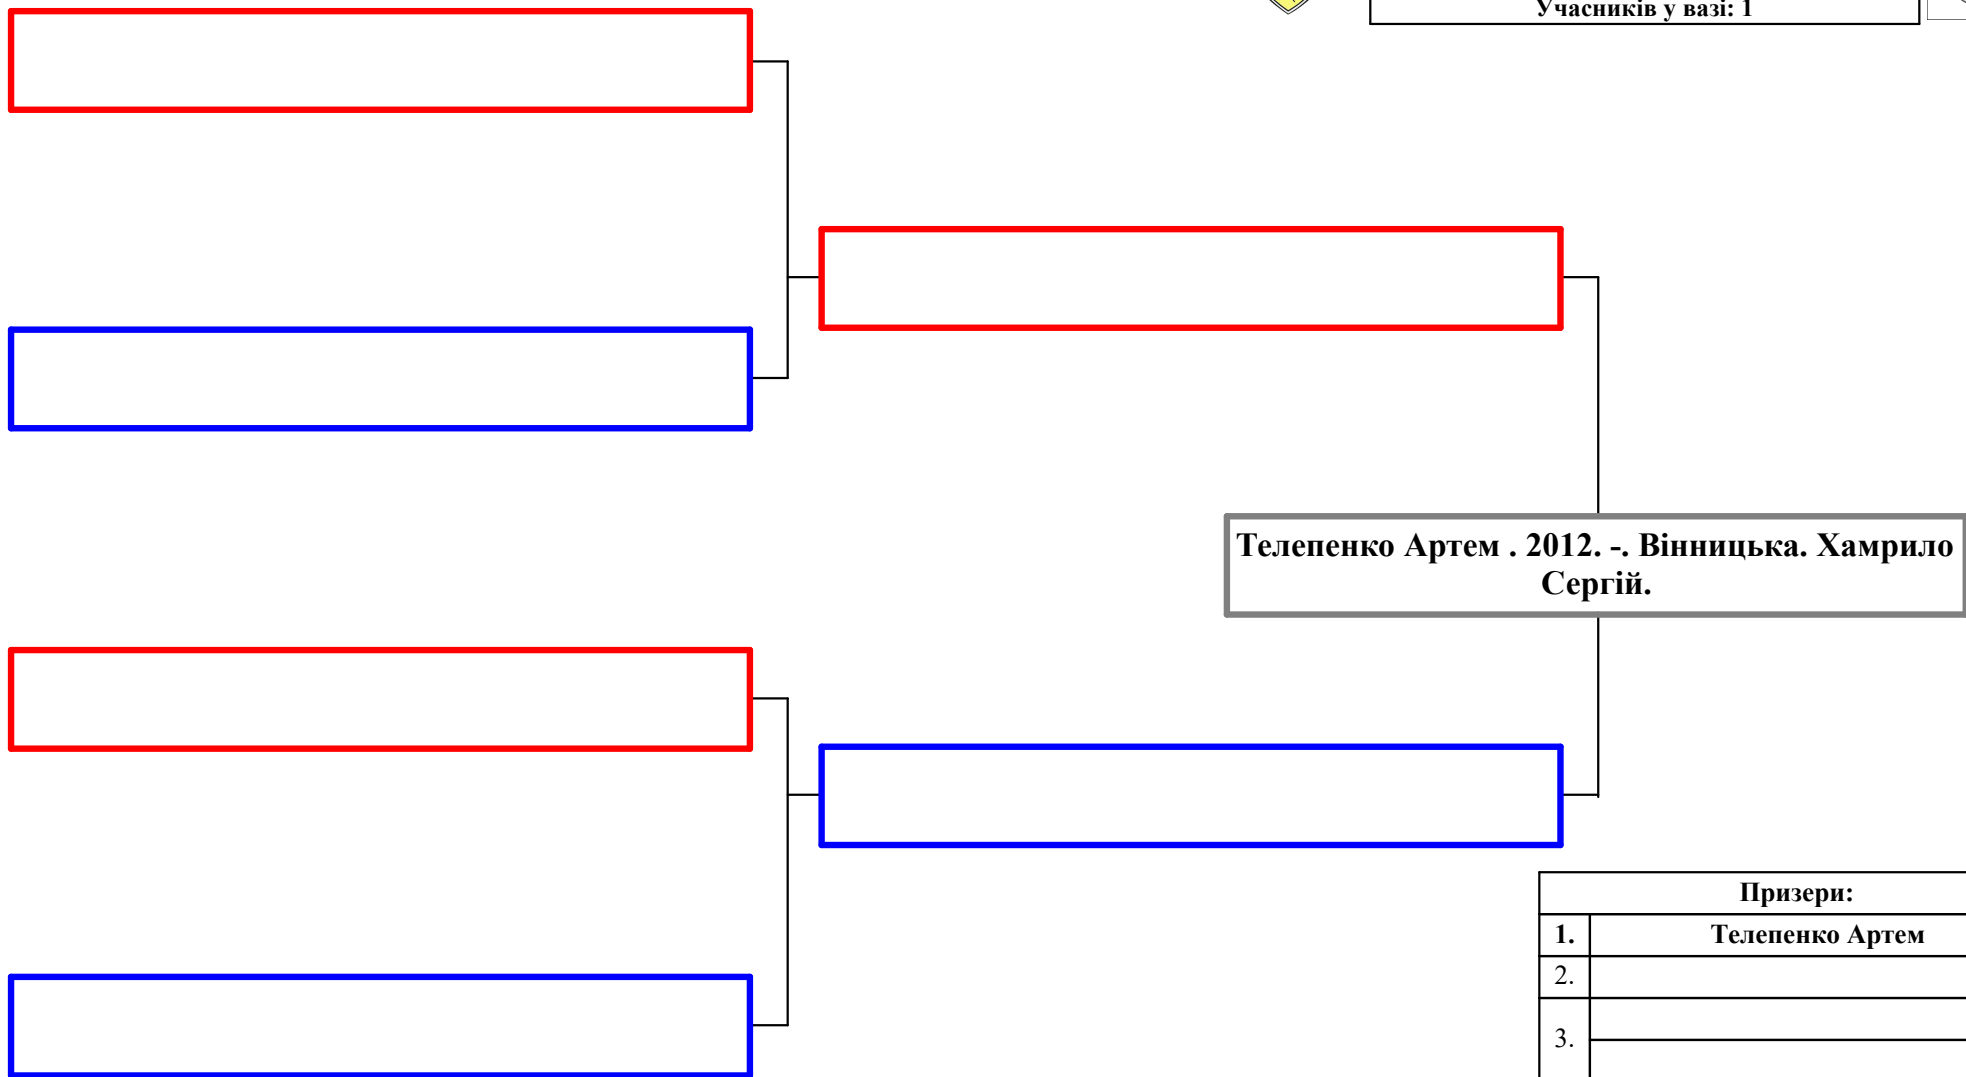 Учасників у вазі: 1
Телепенко Артем . 2012. -. Вінницька. Хамрило
Сергій.
Призери:
1. Телепенко Артем
2.
3.